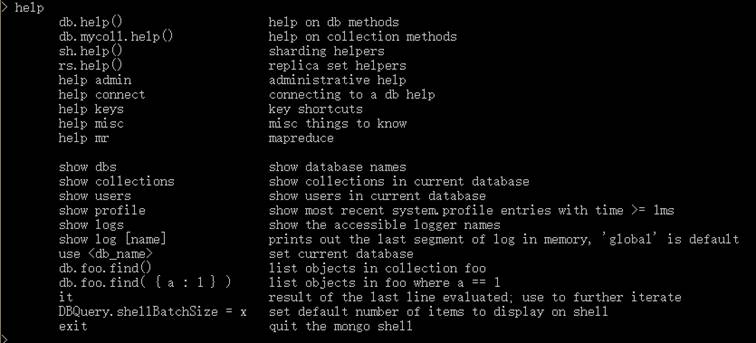 > help
db.help() help on db methods
db.mycoll.help() help on collection methods
sh.help() sharding helpers
rs.help() replica set helpers
help admin administrative help
help connect connecting to a db help
help keys key shortcuts
help misc misc things to know
help mr mapreduce
show dbs show database names
show collections show collections in current database
show users show users in current database
show profile show most recent system.profile entries with time >= 1ms
show logs show the accessible logger names
show log [name] prints out the last segment of log in memory, 'global' is default
use <db_name> set current database
db.foo.find() list objects in collection foo
db.foo.find( { a : 1 } ) list objects in foo where a == 1
it result of the last line evaluated; use to further iterate
DBQuery.shellBatchSize = x set default number of items to display on shell
exit quit the mongo shell
>